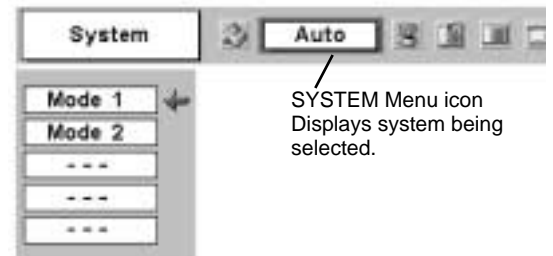 System
Auto
Mode 1
Mode 2
---
---
---
SYSTEM Menu icon
Displays system being
selected.